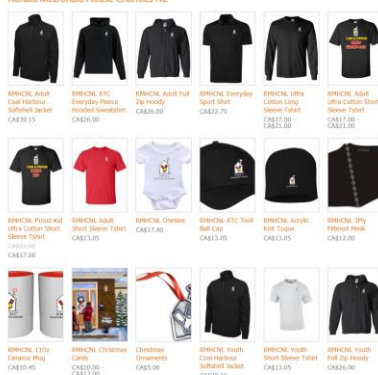 RMHCNL Adult
Coal Harbour
Softshell Jacket
CA$39.15
RMHCNL ATC
Everyday Fleece
Hooded Sweatshirt
CA$26.00
RMHCNL Adult Full
Zip Hoody
CA$26.00
RMHCNL Everyday
Sport Shirt
CA$22.75
RMHCNL Ultra
Cotton Long
Sleeve Tshirt
CA$17.00 -
CA$21.00
RMHCNL Adult
Ultra Cotton Short
Sleeve Tshirt
CA$17.00 -
CA$21.00
RMHCNL Proud Kid
Ultra Cotton Short
Sleeve Tshirt
CA$17.00
RMHCNL Adult
Short Sleeve Tshirt
CA$13.05
RMHCNL Onesies
CA$17.40
RMHCNL ATC Twill
Ball Cap
CA$13.05
RMHCNL Acrylic
Knit Toque
CA$13.05
RMHCNL 3Ply
Filtered Mask
CA$12.00
RMHCNL 11Oz
Ceramic Mug
CA$10.45
RMHCNL Christmas
Cards
CA$10.00 -
CA$12.00
Christmas
Ornaments
CA$5.00
RMHCNL Youth
Coal Harbour
Softshell Jacket
RMHCNL Youth
Short Sleeve Tshirt
CA$13.05
RMHCNL Youth
Full Zip Hoody
CA$26.00